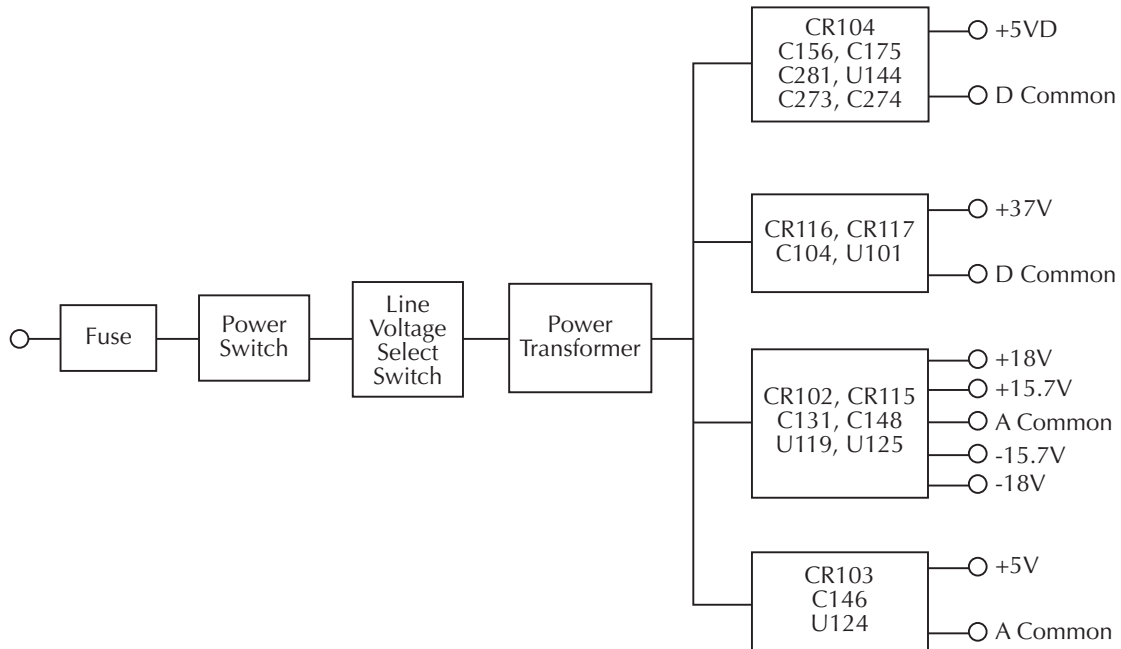 Fuse
Power
Switch
Line
Voltage
Select
Switch
Power
Transformer
CR104
C156, C175
C281, U144
C273, C274
+5VD
D Common
CR116, CR117
C104, U101
+37V
D Common
CR102, CR115
C131, C148
U119, U125
+18V
+15.7V
A Common
-15.7V
-18V
CR103
C146
U124
+5V
A Common